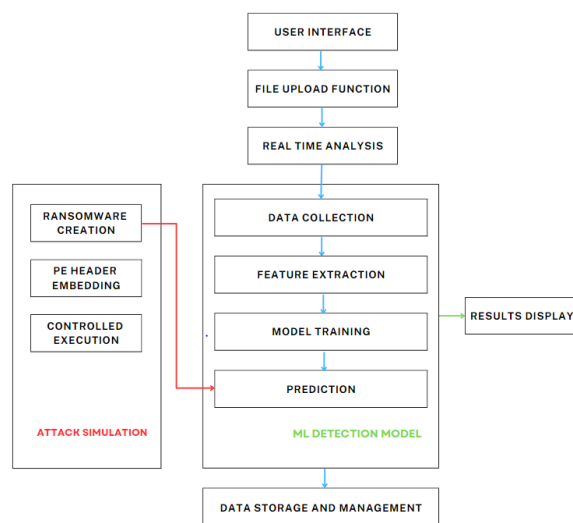 USER INTERFACE
FILE UPLOAD FUNCTION
REAL TIME ANALYSIS
RANSOMWARE
CREATION
PE HEADER
EMBEDDING
CONTROLLED
EXECUTION
ATTACK SIMULATION
DATA COLLECTION
FEATURE EXTRACTION
MODEL TRAINING
PREDICTION
ML DETECTION MODEL
RESULTS DISPLAY
DATA STORAGE AND MANAGEMENT